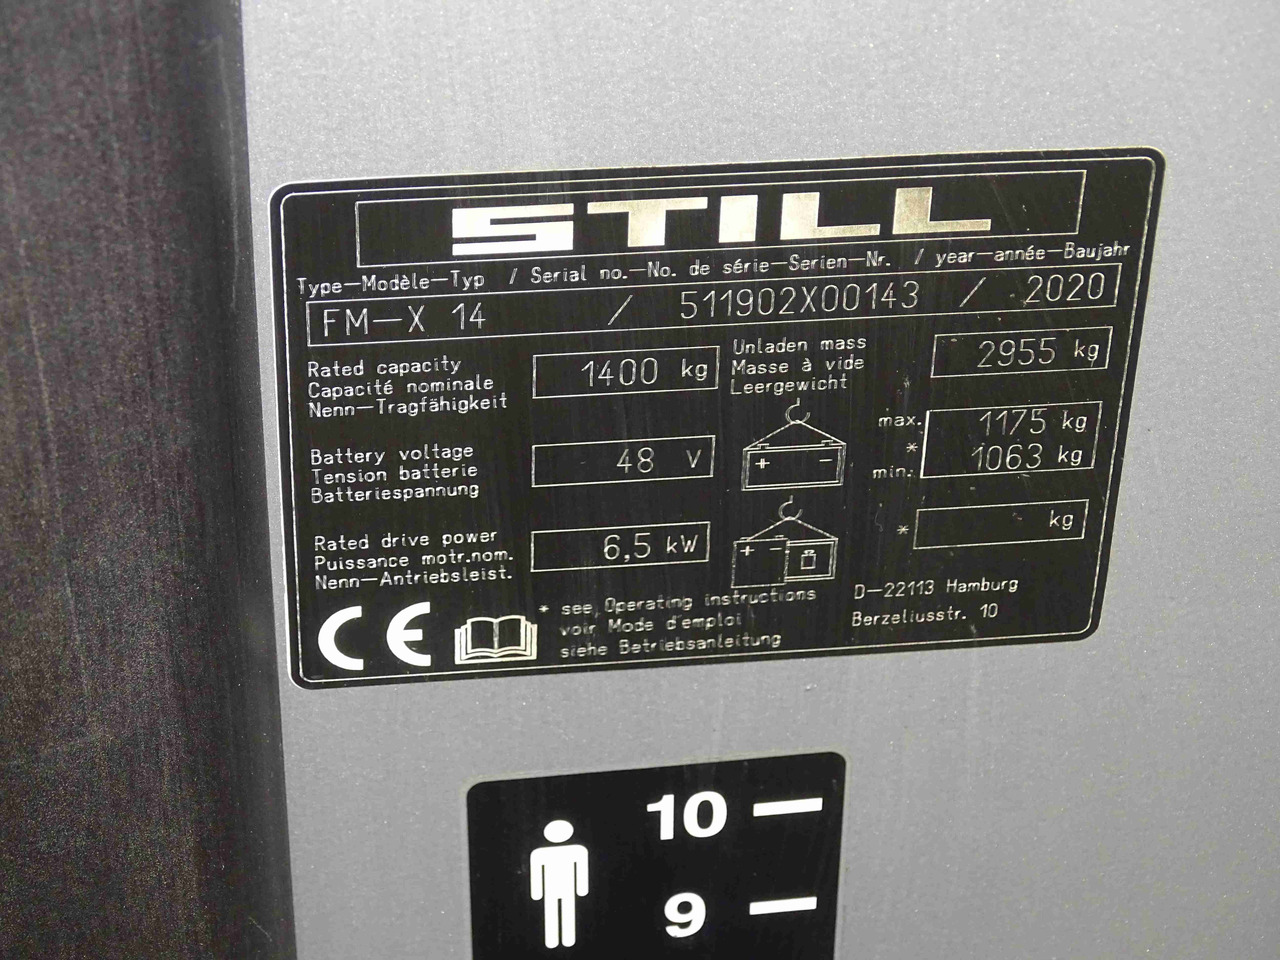 STILL
Type-Modèle-Typ / Serial no.-No. de série-Serien-Nr. / year-année-Baujahr
FM-X 14 / 511902X00143 / 2020
Rated capacity
Capacité nominale
Nenn-Tragfähigkeit
1400 kg
Unladen mass
Masse à vide
Leergewicht
*
2955 kg
Battery voltage
Tension batterie
Batteriespannung
48 V
+ -
max. 1175 kg
*
min. 1063 kg
Rated drive power
Puissance motr.nom.
Nenn-Antriebsleist.
6,5 kW
+ -
* kg
CE
* see Operating instructions
voir Mode d'emploi
siehe Betriebsanleitung
D-22113 Hamburg
Berzeliusstr. 10
10
9